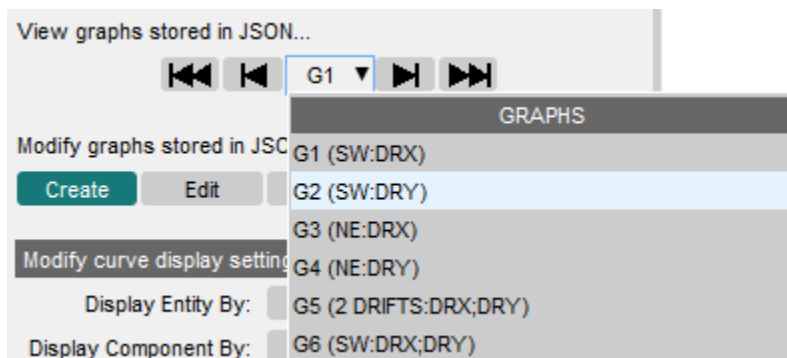 View graphs stored in JSON...
G1
GRAPHS
Modify graphs stored in JSO
G1 (SW:DRX)
Create Edit
G2 (SW:DRY)
G3 (NE:DRX)
Modify curve display setting
G4 (NE:DRY)
Display Entity By:
G5 (2 DRIFTS:DRX;DRY)
Display Component By:
G6 (SW:DRX;DRY)